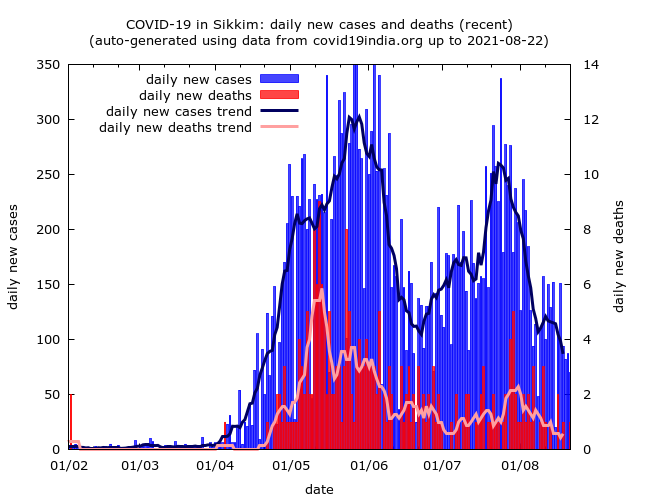 COVID-19 in Sikkim: daily new cases and deaths (recent)
(auto-generated using data from covid19india.org up to 2021-08-22)
daily new cases
daily new deaths
daily new cases trend
daily new deaths trend
350
300
250
200
150
100
50
0
daily new cases
14
12
10
8
6
4
2
0
daily new deaths
01/02 01/03 01/04 01/05 01/06 01/07 01/08
date